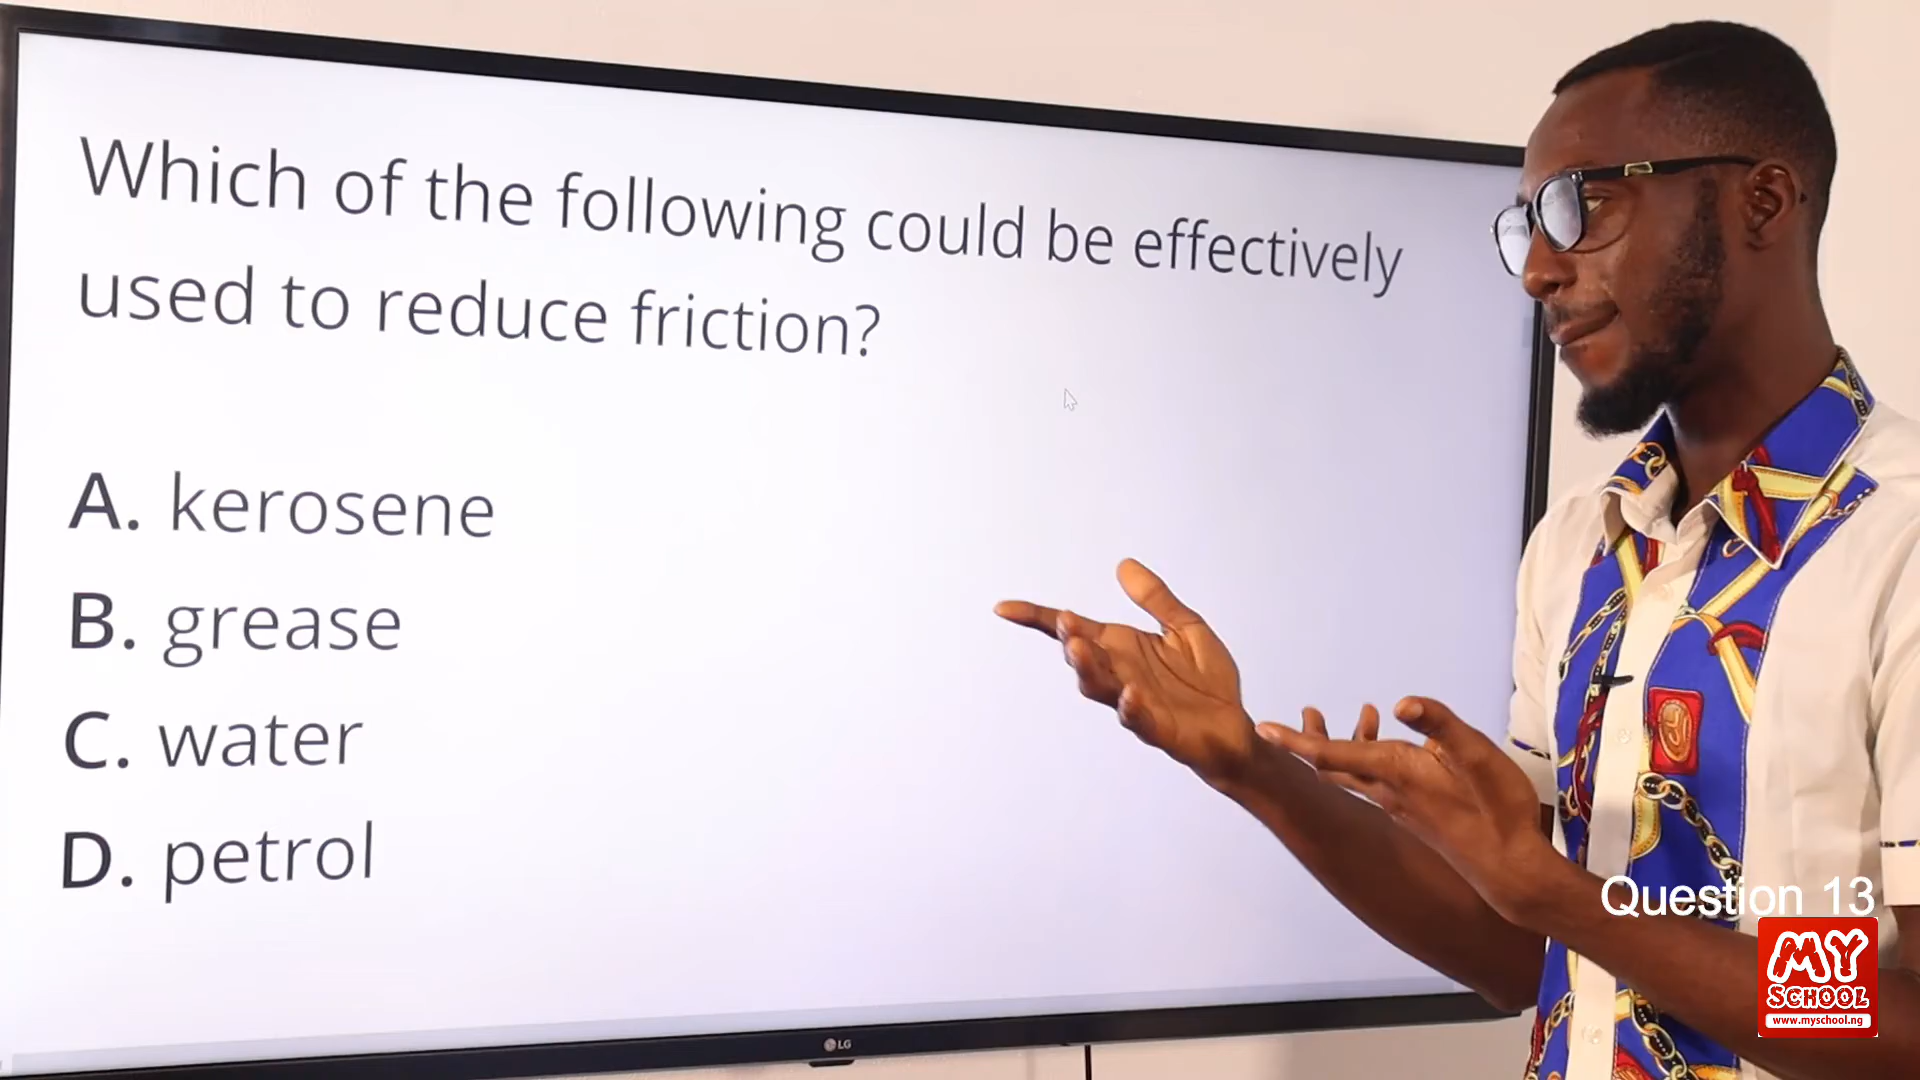 Which of the following could be effectively
used to reduce friction?
A. kerosene
B. grease
C. water
D. petrol
Question 13
MY
SCHOOL
www.myschool.ng
LG